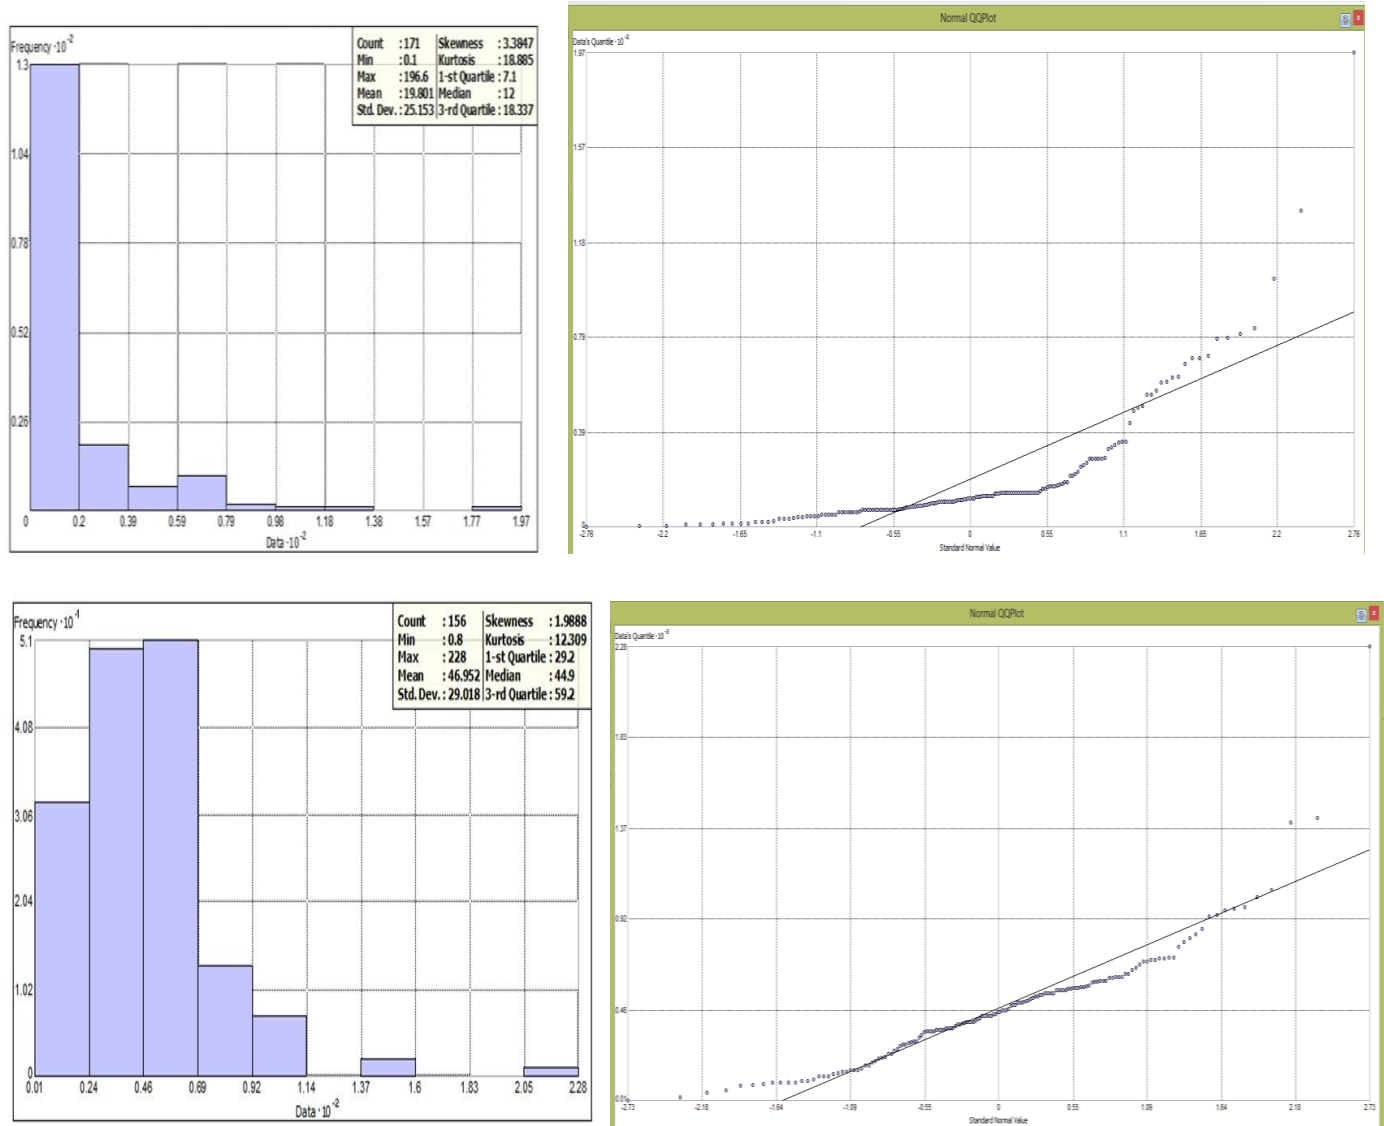 Frequency · 10⁻²
Count : 171 Skewness : 3.3847
Min : 0.1 Kurtosis : 18.885
Max : 196.6 1-st Quartile : 7.1
Mean : 19.801 Median : 12
Std. Dev. : 25.153 3-rd Quartile : 18.337
1.3
1.04
0.78
0.52
0.26
0 0.2 0.39 0.59 0.79 0.98 1.18 1.38 1.57 1.77 1.97
Data · 10⁻²
Normal QQPlot
Data's Quantile · 10⁻²
1.97
1.57
1.18
0.79
0.39
0
-2.76 -2.2 -1.65 -1.1 -0.55 0 0.55 1.1 1.65 2.2 2.76
Standard Normal Value
Frequency · 10⁻¹
Count : 156 Skewness : 1.9888
Min : 0.8 Kurtosis : 12.309
Max : 228 1-st Quartile : 29.2
Mean : 46.952 Median : 44.9
Std. Dev. : 29.018 3-rd Quartile : 59.2
5.1
4.08
3.06
2.04
1.02
0
0.01 0.24 0.46 0.69 0.92 1.14 1.37 1.6 1.83 2.05 2.28
Data · 10⁻²
Normal QQPlot
Data's Quantile · 10⁻²
2.28
1.83
1.37
0.92
0.46
0.01
-2.73 -2.18 -1.64 -1.09 -0.55 0 0.55 1.09 1.64 2.18 2.73
Standard Normal Value